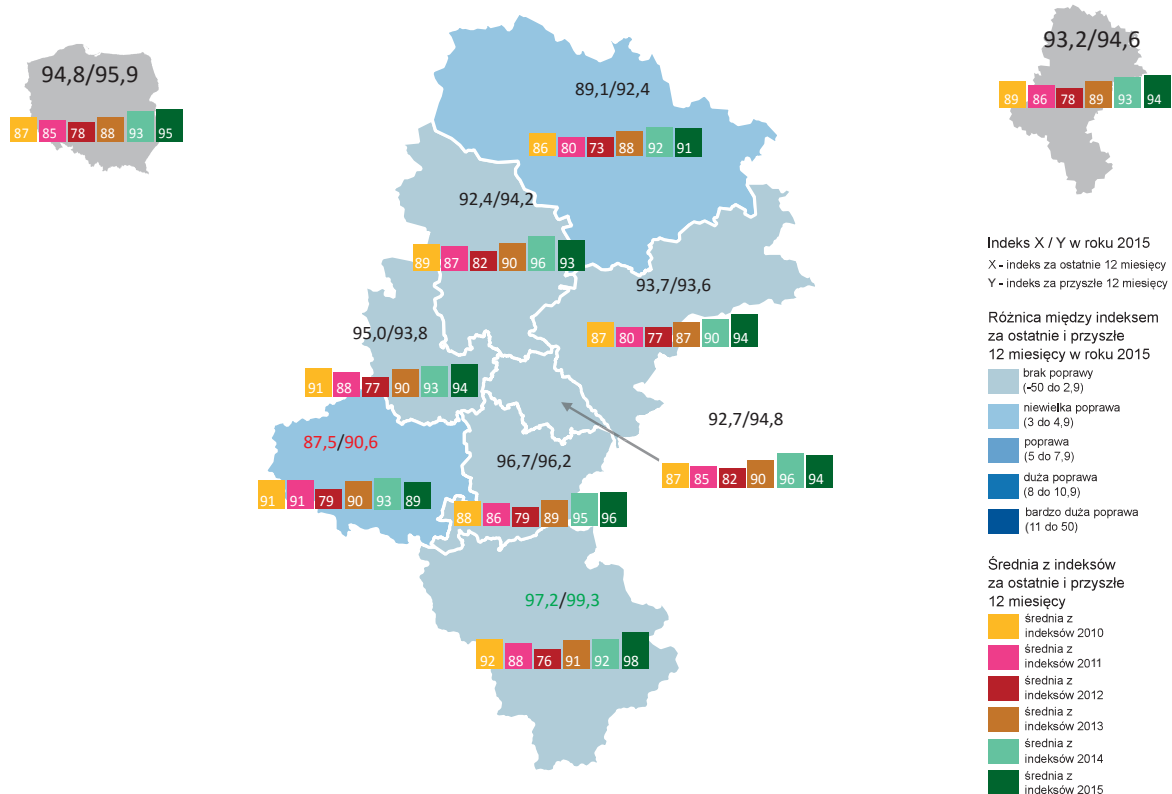 94,8/95,9
87 85 78 88 93 95
93,2/94,6
89 86 78 89 93 94
89,1/92,4
86 80 73 88 92 91
92,4/94,2
89 87 82 90 96 93
93,7/93,6
87 80 77 87 90 94
95,0/93,8
91 88 77 90 93 94
92,7/94,8
87 85 82 90 96 94
87,5/90,6
91 91 79 90 93 89
96,7/96,2
88 86 79 89 95 96
97,2/99,3
92 88 76 91 92 98
Indeks X / Y w roku 2015
X - indeks za ostatnie 12 miesięcy
Y - indeks za przyszłe 12 miesięcy
Różnica między indeksem
za ostatnie i przyszłe
12 miesięcy w roku 2015
brak poprawy
(-50 do 2,9)
niewielka poprawa
(3 do 4,9)
poprawa
(5 do 7,9)
duża poprawa
(8 do 10,9)
bardzo duża poprawa
(11 do 50)
Średnia z indeksów
za ostatnie i przyszłe
12 miesięcy
średnia z
indeksów 2010
średnia z
indeksów 2011
średnia z
indeksów 2012
średnia z
indeksów 2013
średnia z
indeksów 2014
średnia z
indeksów 2015